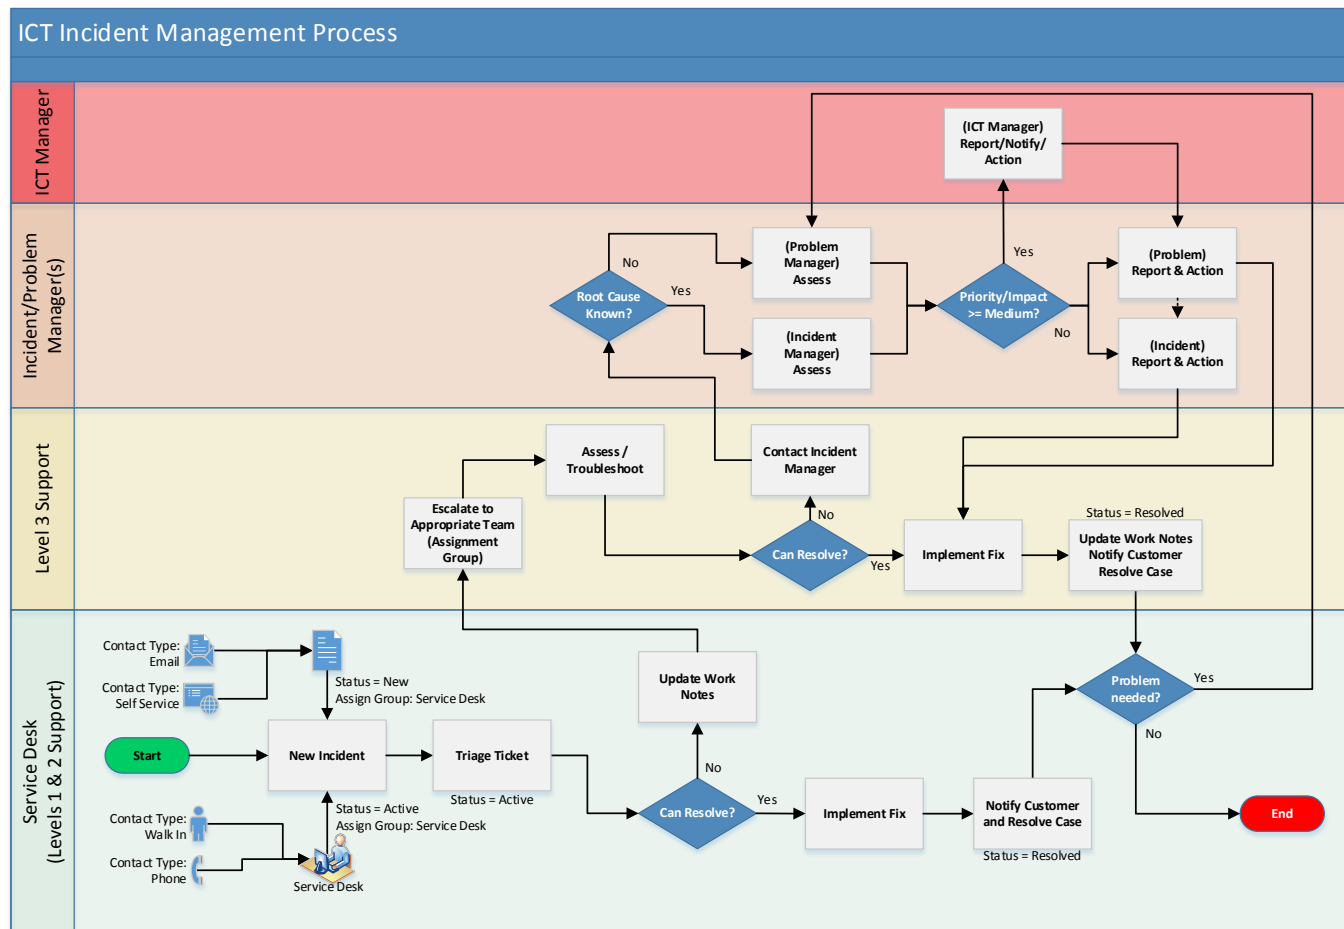 ICT Incident Management Process
ICT Manager
(ICT Manager)
Report/Notify/
Action
Incident/Problem
Manager(s)
Root Cause
Known?
No
Yes
(Problem
Manager)
Assess
(Incident
Manager)
Assess
Priority/Impact
>= Medium?
Yes
No
(Problem)
Report & Action
(Incident)
Report & Action
Level 3 Support
Escalate to
Appropriate Team
(Assignment
Group)
Assess /
Troubleshoot
Contact Incident
Manager
No
Can Resolve?
Yes
Implement Fix
Status = Resolved
Update Work Notes
Notify Customer
Resolve Case
Service Desk
(Levels 1 & 2 Support)
Contact Type:
Email
Contact Type:
Self Service
Status = New
Assign Group: Service Desk
Start
New Incident
Triage Ticket
Status = Active
Status = Active
Assign Group: Service Desk
Contact Type:
Walk In
Contact Type:
Phone
Service Desk
Update Work
Notes
No
Can Resolve?
Yes
Implement Fix
Notify Customer
and Resolve Case
Status = Resolved
Problem
needed?
Yes
No
End